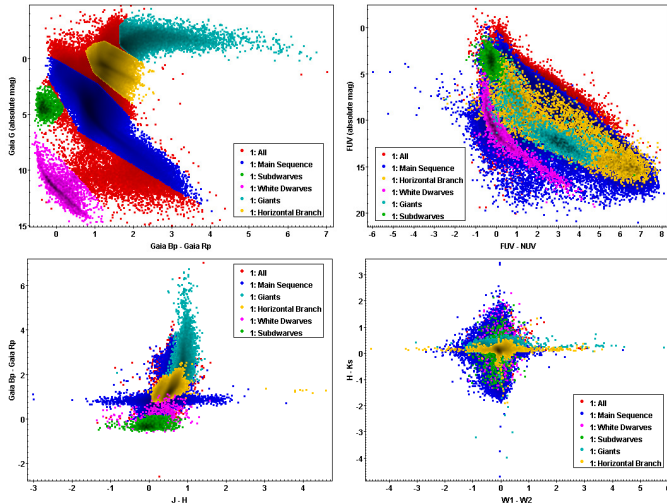 Gaia G (absolute mag)
0
5
10
15
0
1
2
3
4
5
6
7
Gaia Bp - Gaia Rp
1: All
1: Main Sequence
1: Subdwarves
1: White Dwarves
1: Giants
1: Horizontal Branch
FUV (absolute mag)
0
5
10
15
20
-6
-5
-4
-3
-2
-1
0
1
2
3
4
5
6
7
8
FUV - NUV
1: All
1: Main Sequence
1: Horizontal Branch
1: White Dwarves
1: Giants
1: Subdwarves
Gaia Bp - Gaia Rp
6
4
2
0
-2
-3
-2
-1
0
1
2
3
4
J - H
1: All
1: Main Sequence
1: Giants
1: Horizontal Branch
1: White Dwarves
1: Subdwarves
H - Ks
3
2
1
0
-1
-2
-3
-4
-4
-2
0
2
4
6
W1 - W2
1: All
1: Main Sequence
1: White Dwarves
1: Subdwarves
1: Giants
1: Horizontal Branch